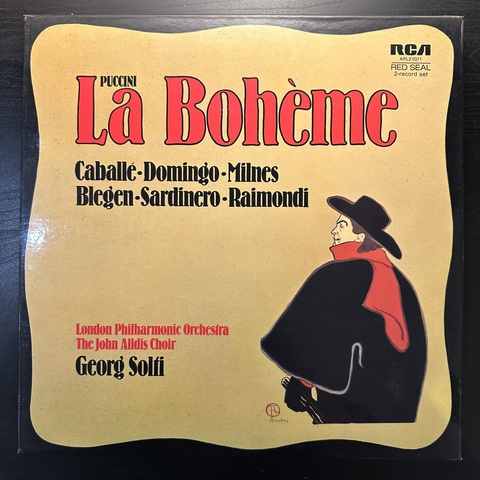 RCA
ARL2 0371
RED SEAL
2-record set
PUCCINI
La Bohème
Caballé-Domingo-Milnes
Blegen-Sardinero-Raimondi
London Philharmonic Orchestra
The John Alldis Choir
Georg Solti